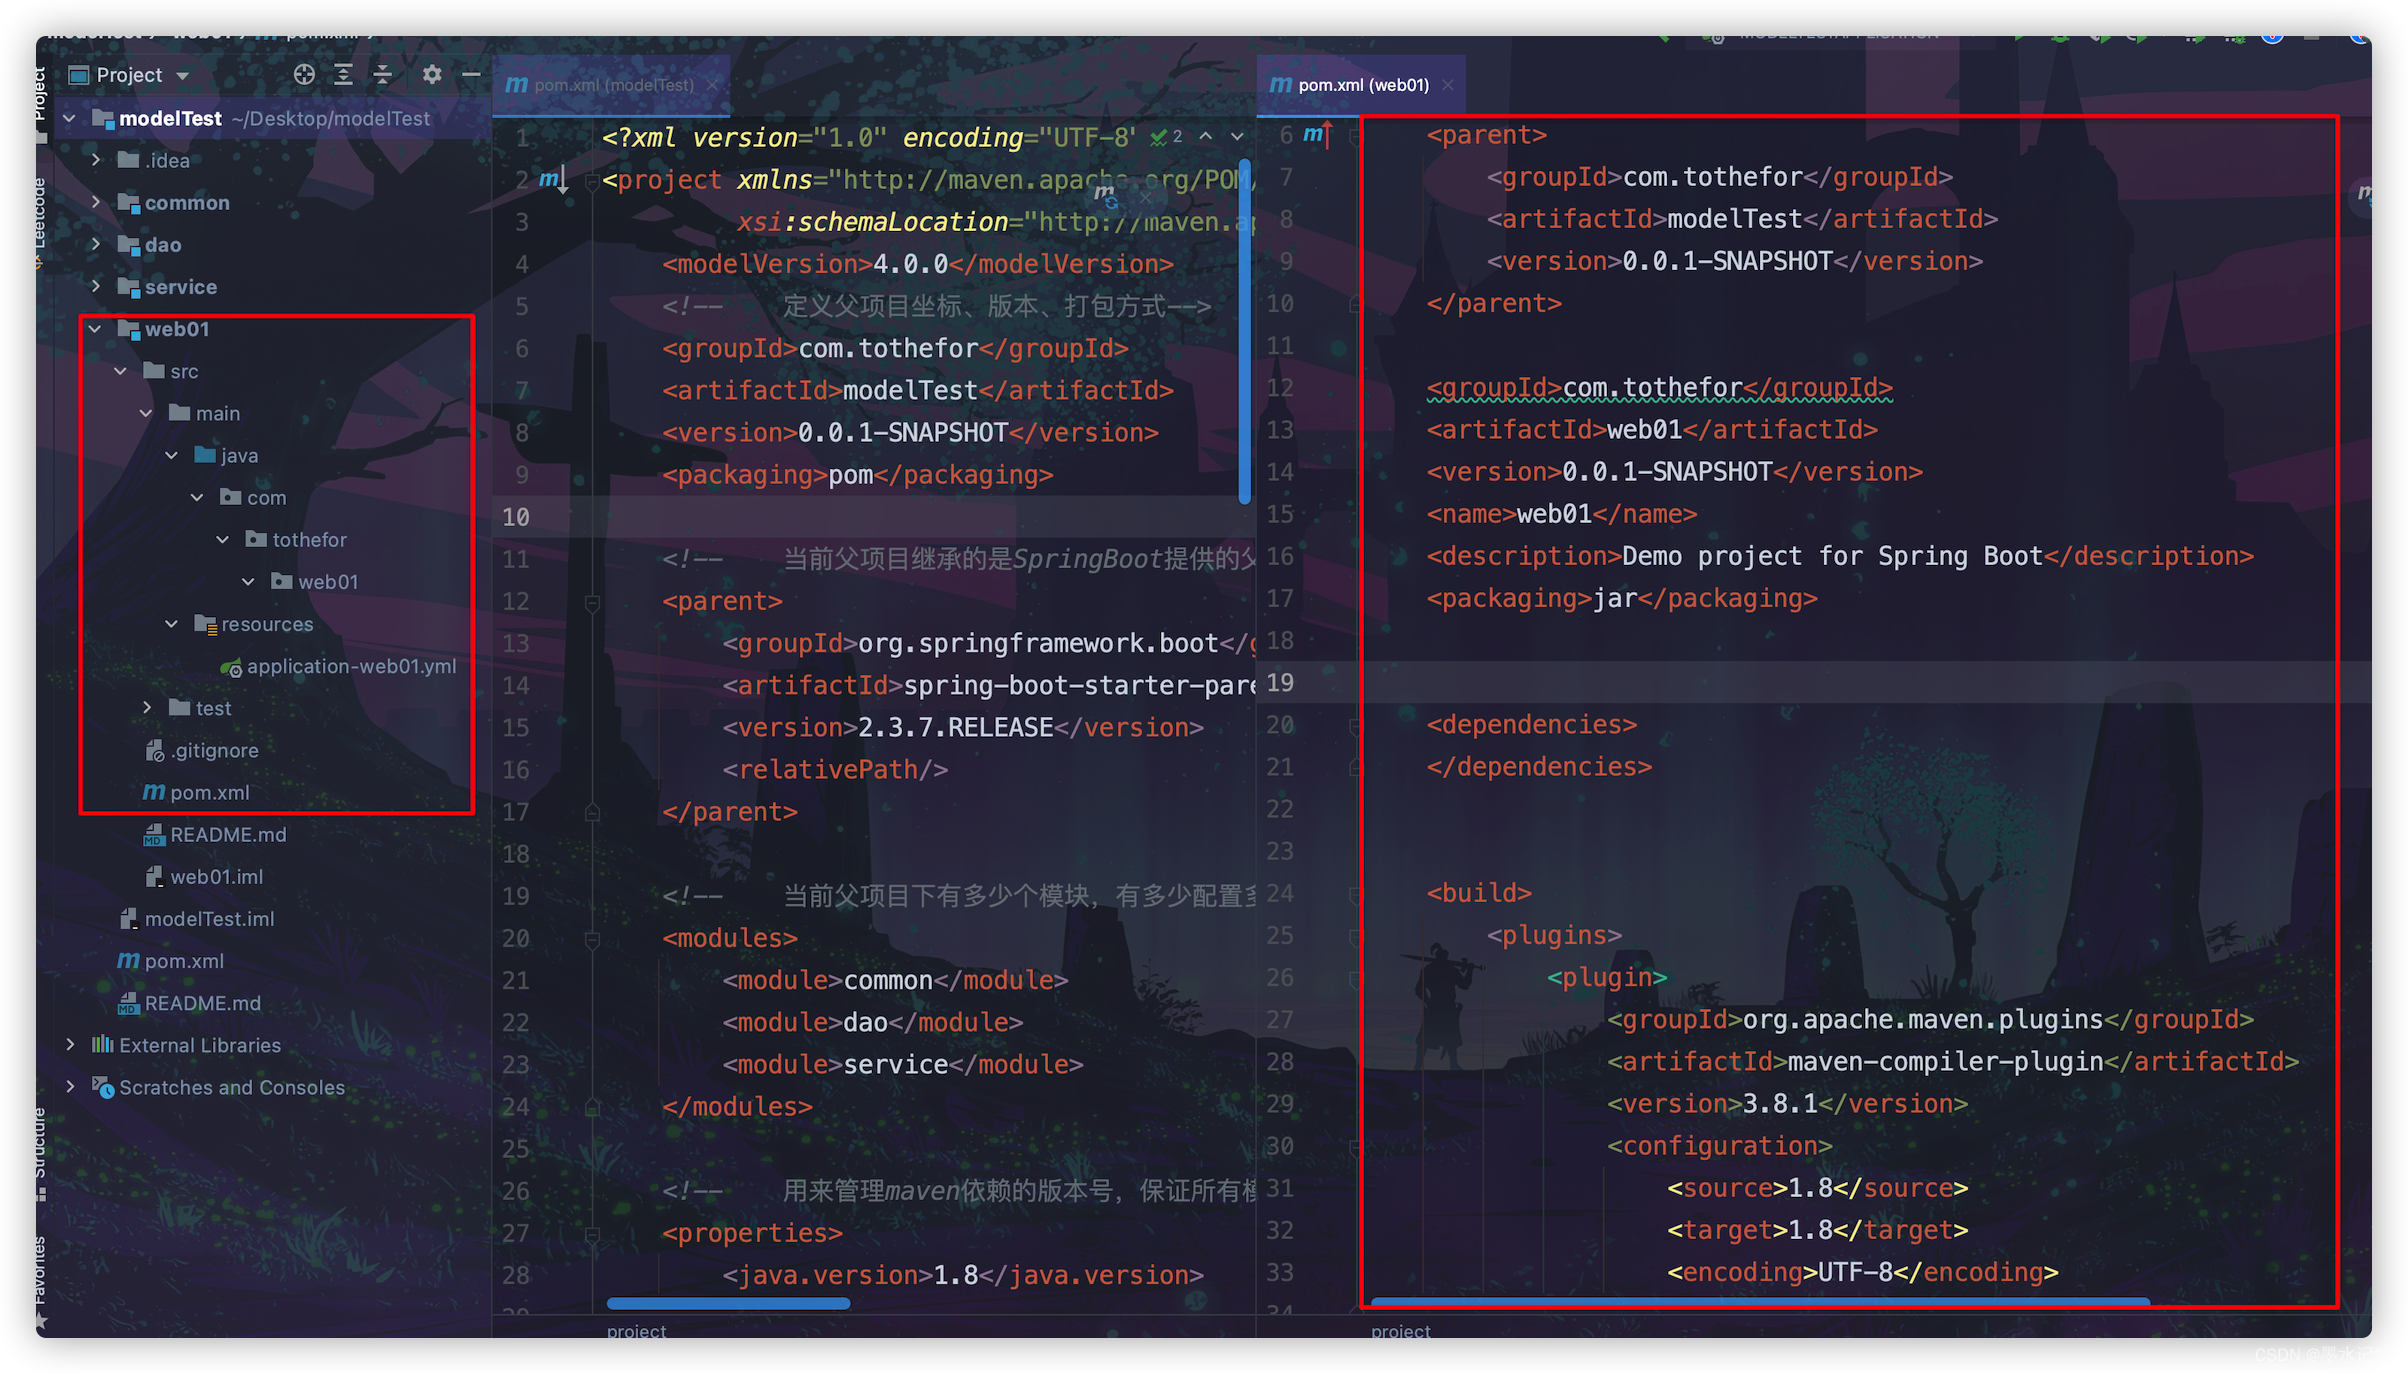 Project
modelTest ~/Desktop/modelTest
.idea
common
dao
service
web01
src
main
java
com
tothefor
web01
resources
application-web01.yml
test
.gitignore
pom.xml
README.md
web01.iml
modelTest.iml
pom.xml
README.md
External Libraries
Scratches and Consoles
Project
Leetcode
Structure
Favorites
pom.xml (modelTest)
2
1 <?xml version="1.0" encoding="UTF-8"
2 <project xmlns="http://maven.apache.org/POM/
3 xsi:schemaLocation="http://maven.ap
4 <modelVersion>4.0.0</modelVersion>
5 <!-- 定义父项目坐标、版本、打包方式-->
6 <groupId>com.tothefor</groupId>
7 <artifactId>modelTest</artifactId>
8 <version>0.0.1-SNAPSHOT</version>
9 <packaging>pom</packaging>
10
11 <!-- 当前父项目继承的是SpringBoot提供的父
12 <parent>
13 <groupId>org.springframework.boot</g
14 <artifactId>spring-boot-starter-pare
15 <version>2.3.7.RELEASE</version>
16 <relativePath/>
17 </parent>
18
19 <!-- 当前父项目下有多少个模块，有多少配置多
20 <modules>
21 <module>common</module>
22 <module>dao</module>
23 <module>service</module>
24 </modules>
25
26 <!-- 用来管理maven依赖的版本号，保证所有模
27 <properties>
28 <java.version>1.8</java.version>
29
project
pom.xml (web01)
6 <parent>
7 <groupId>com.tothefor</groupId>
8 <artifactId>modelTest</artifactId>
9 <version>0.0.1-SNAPSHOT</version>
10 </parent>
11
12 <groupId>com.tothefor</groupId>
13 <artifactId>web01</artifactId>
14 <version>0.0.1-SNAPSHOT</version>
15 <name>web01</name>
16 <description>Demo project for Spring Boot</description>
17 <packaging>jar</packaging>
18
19
20 <dependencies>
21 </dependencies>
22
23
24 <build>
25 <plugins>
26 <plugin>
27 <groupId>org.apache.maven.plugins</groupId>
28 <artifactId>maven-compiler-plugin</artifactId>
29 <version>3.8.1</version>
30 <configuration>
31 <source>1.8</source>
32 <target>1.8</target>
33 <encoding>UTF-8</encoding>
34
project